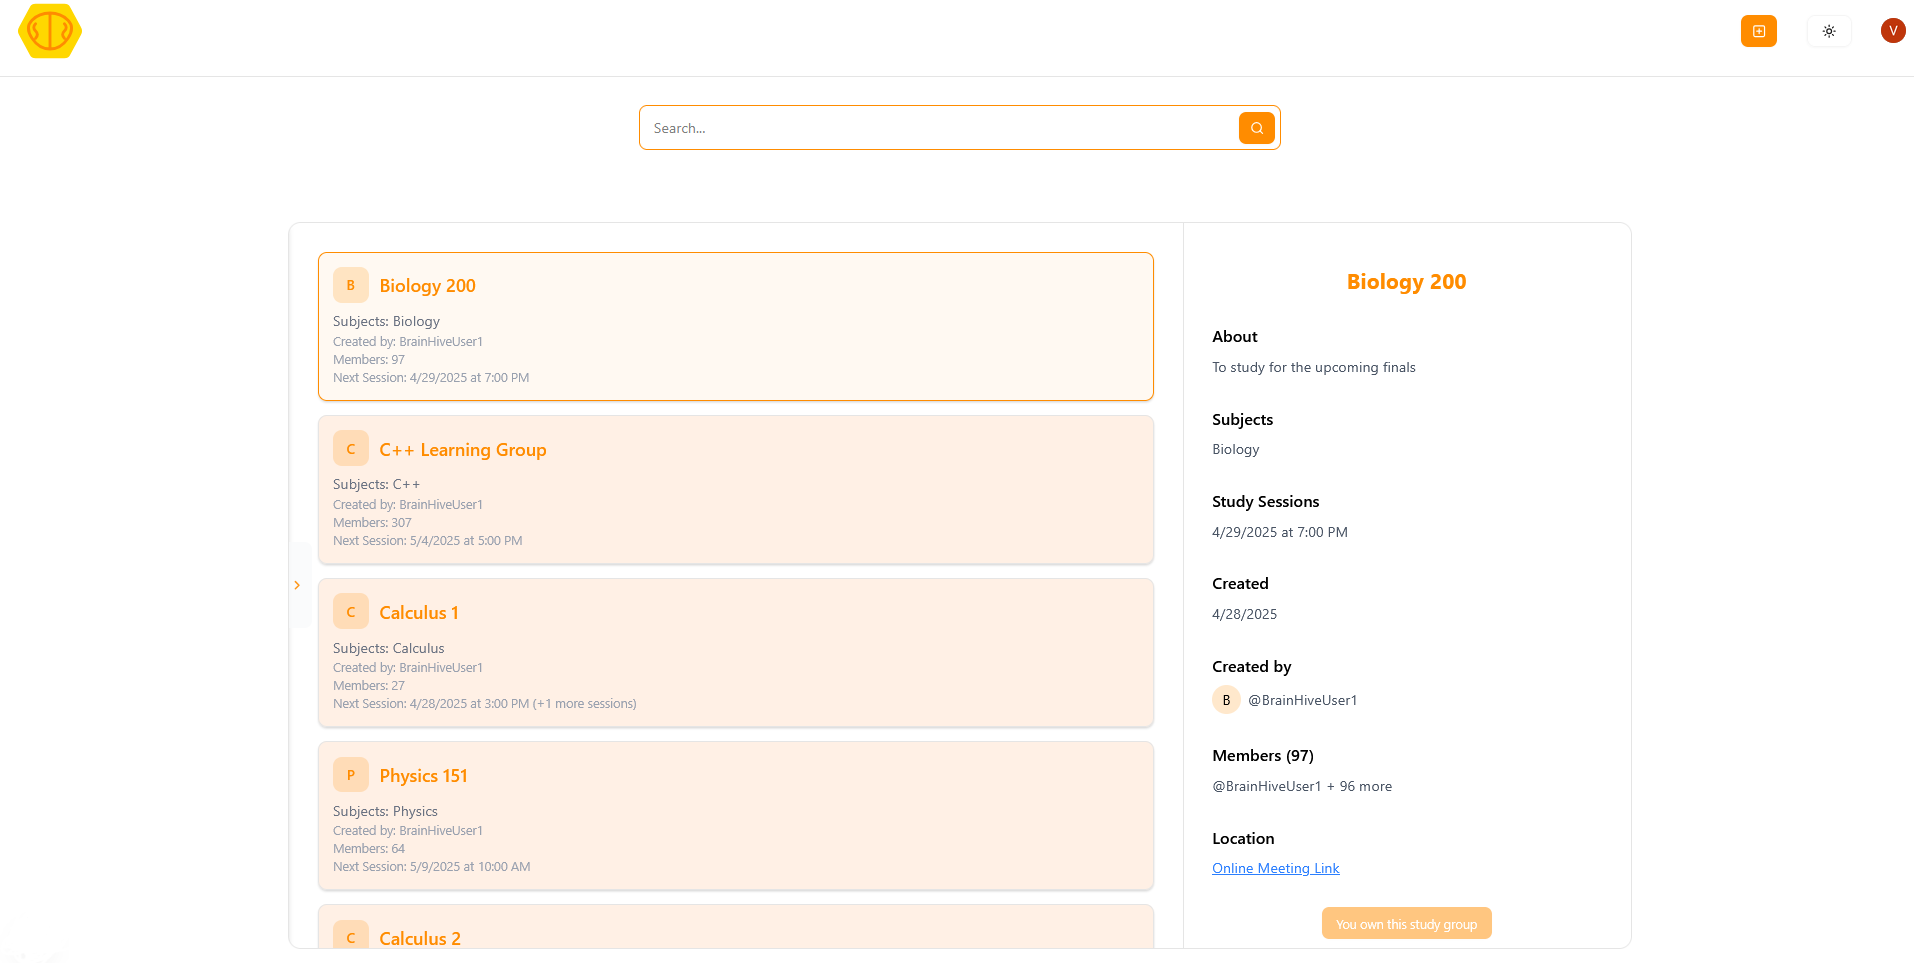 V
Search...
B
Biology 200
Subjects: Biology
Created by: BrainHiveUser1
Members: 97
Next Session: 4/29/2025 at 7:00 PM
C
C++ Learning Group
Subjects: C++
Created by: BrainHiveUser1
Members: 307
Next Session: 5/4/2025 at 5:00 PM
C
Calculus 1
Subjects: Calculus
Created by: BrainHiveUser1
Members: 27
Next Session: 4/28/2025 at 3:00 PM (+1 more sessions)
P
Physics 151
Subjects: Physics
Created by: BrainHiveUser1
Members: 64
Next Session: 5/9/2025 at 10:00 AM
C
Calculus 2
Biology 200
About
To study for the upcoming finals
Subjects
Biology
Study Sessions
4/29/2025 at 7:00 PM
Created
4/28/2025
Created by
B @BrainHiveUser1
Members (97)
@BrainHiveUser1 + 96 more
Location
Online Meeting Link
You own this study group